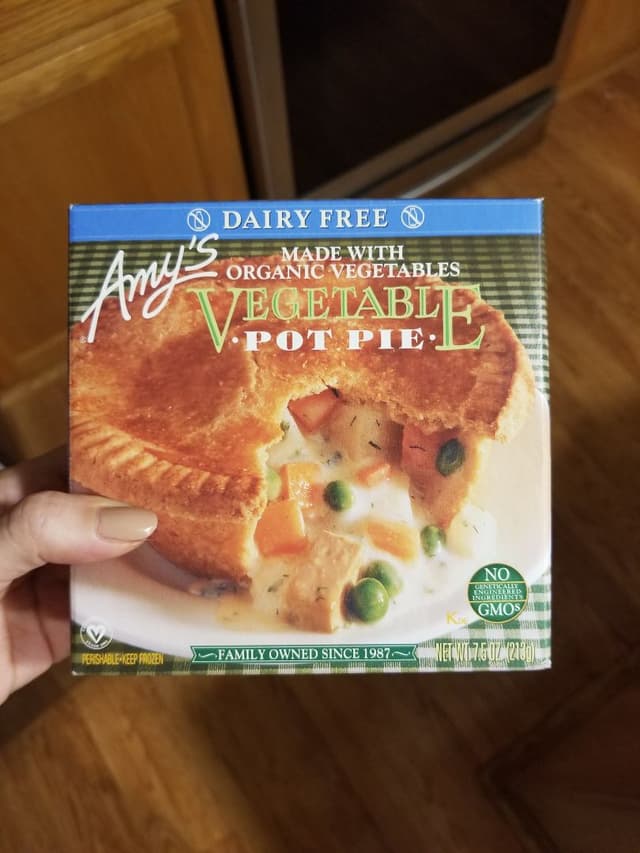 DAIRY FREE
Amy's
MADE WITH
ORGANIC VEGETABLES
VEGETABLE
·POT PIE·
NO
GENETICALLY
ENGINEERED
INGREDIENTS
GMOs
K
V
PERISHABLE·KEEP FROZEN
FAMILY OWNED SINCE 1987
NET WT. 7.5 OZ. (213g)